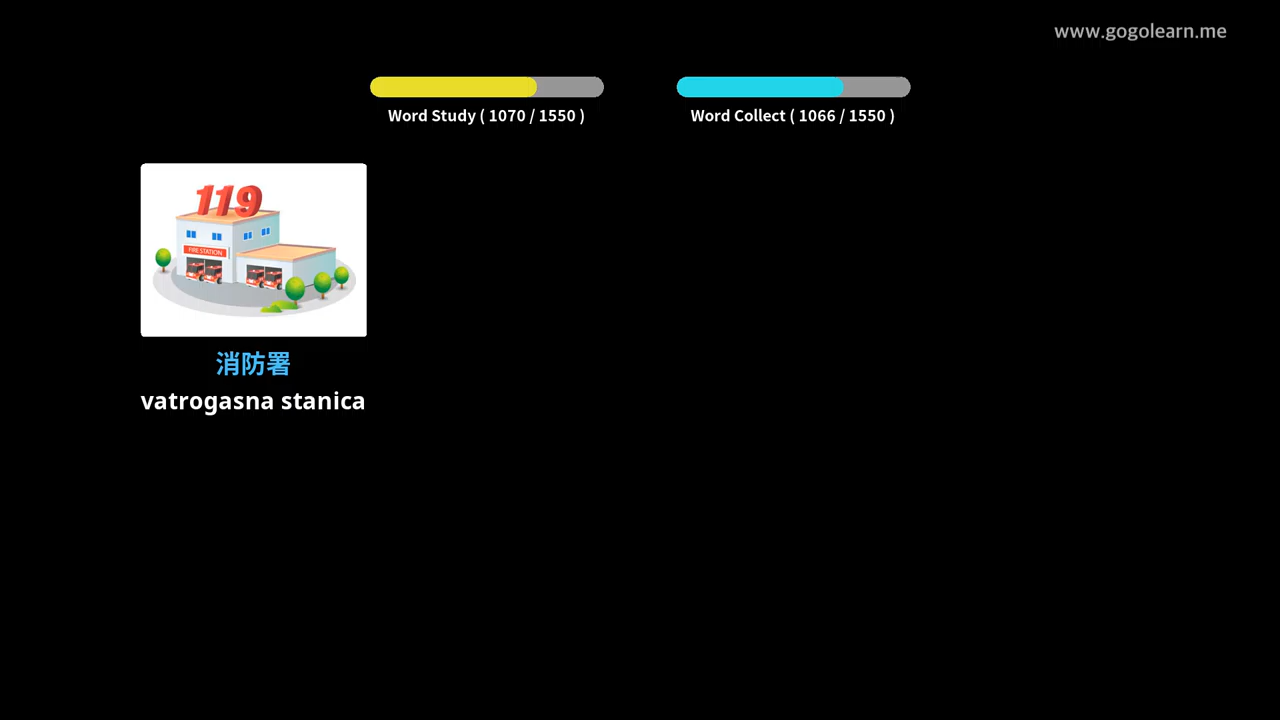 www.gogolearn.me
Word Study ( 1070 / 1550 )
Word Collect ( 1066 / 1550 )
119
FIRE STATION
消防署
vatrogasna stanica